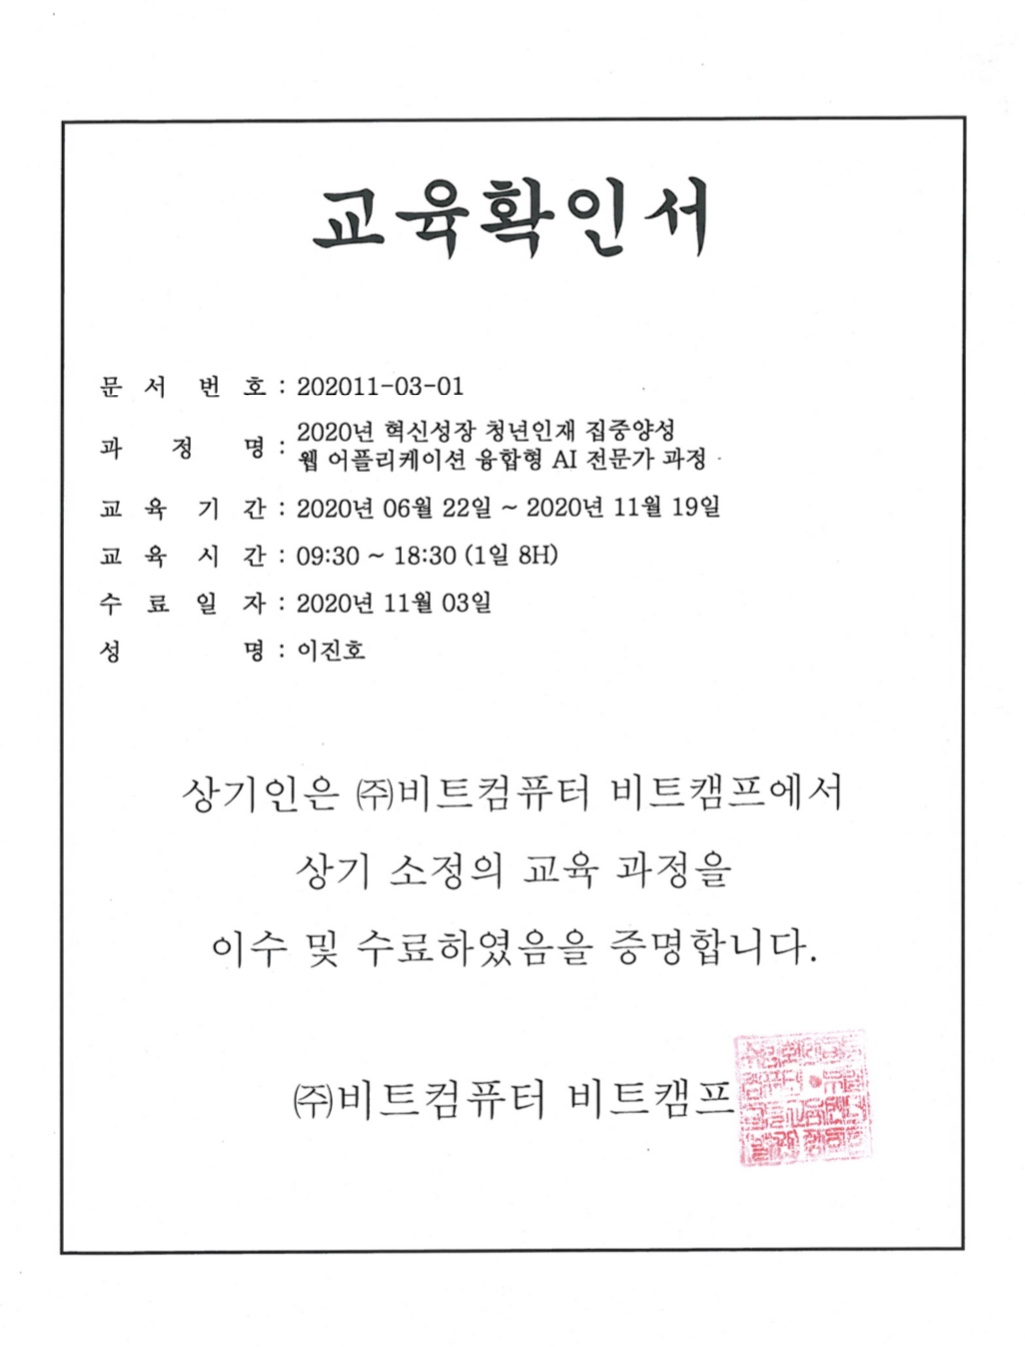 교육확인서
문 서 번 호 : 202011-03-01
과 정 명 : 2020년 혁신성장 청년인재 집중양성
웹 어플리케이션 융합형 AI 전문가 과정
교 육 기 간 : 2020년 06월 22일 ~ 2020년 11월 19일
교 육 시 간 : 09:30 ~ 18:30 (1일 8H)
수 료 일 자 : 2020년 11월 03일
성 명 : 이진호
상기인은 ㈜비트컴퓨터 비트캠프에서
상기 소정의 교육 과정을
이수 및 수료하였음을 증명합니다.
㈜비트컴퓨터 비트캠프